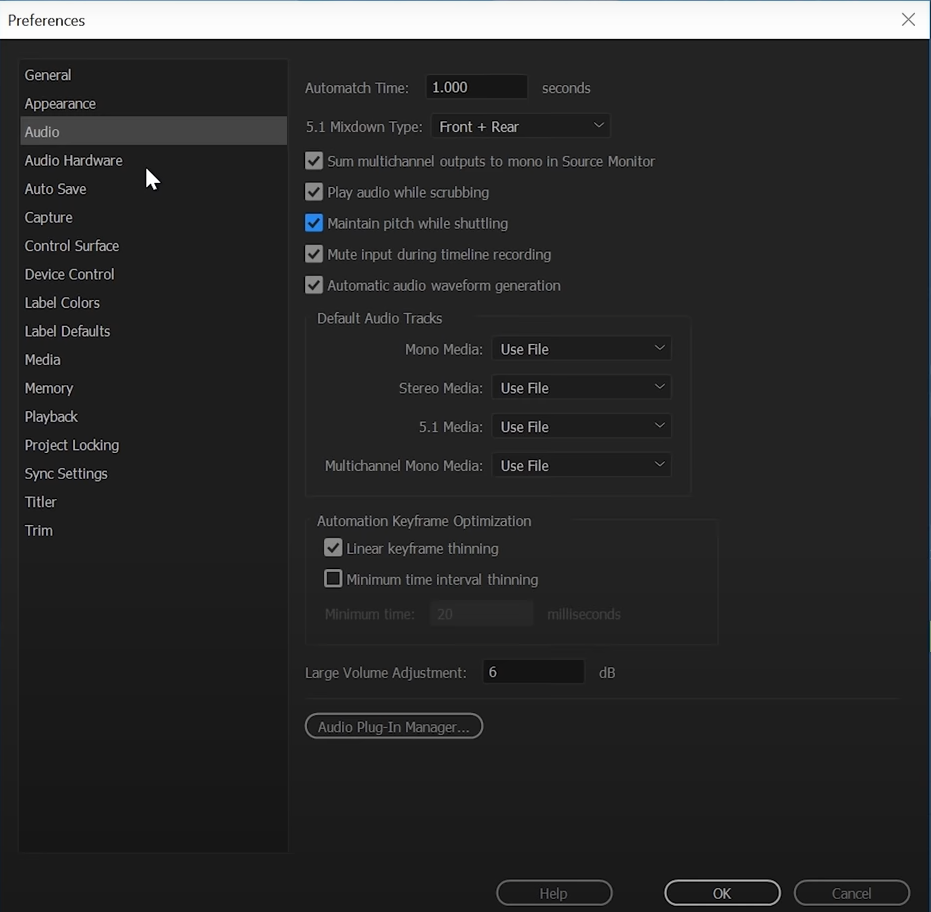 Preferences
General
Appearance
Audio
Audio Hardware
Auto Save
Capture
Control Surface
Device Control
Label Colors
Label Defaults
Media
Memory
Playback
Project Locking
Sync Settings
Titler
Trim
Automatch Time: 1.000 seconds
5.1 Mixdown Type: Front + Rear
Sum multichannel outputs to mono in Source Monitor
Play audio while scrubbing
Maintain pitch while shuttling
Mute input during timeline recording
Automatic audio waveform generation
Default Audio Tracks
Mono Media: Use File
Stereo Media: Use File
5.1 Media: Use File
Multichannel Mono Media: Use File
Automation Keyframe Optimization
Linear keyframe thinning
Minimum time interval thinning
Minimum time: 20 milliseconds
Large Volume Adjustment: 6 dB
Audio Plug-In Manager...
Help OK Cancel